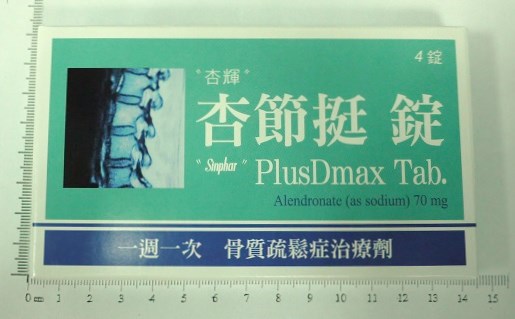 4錠
"杏輝"
杏節挺 錠
"Sinphar" PlusDmax Tab.
Alendronate (as sodium) 70 mg
一週一次 骨質疏鬆症治療劑
0 1 2 3 4 5 6 7 8 9 10 11 12 13 14 15